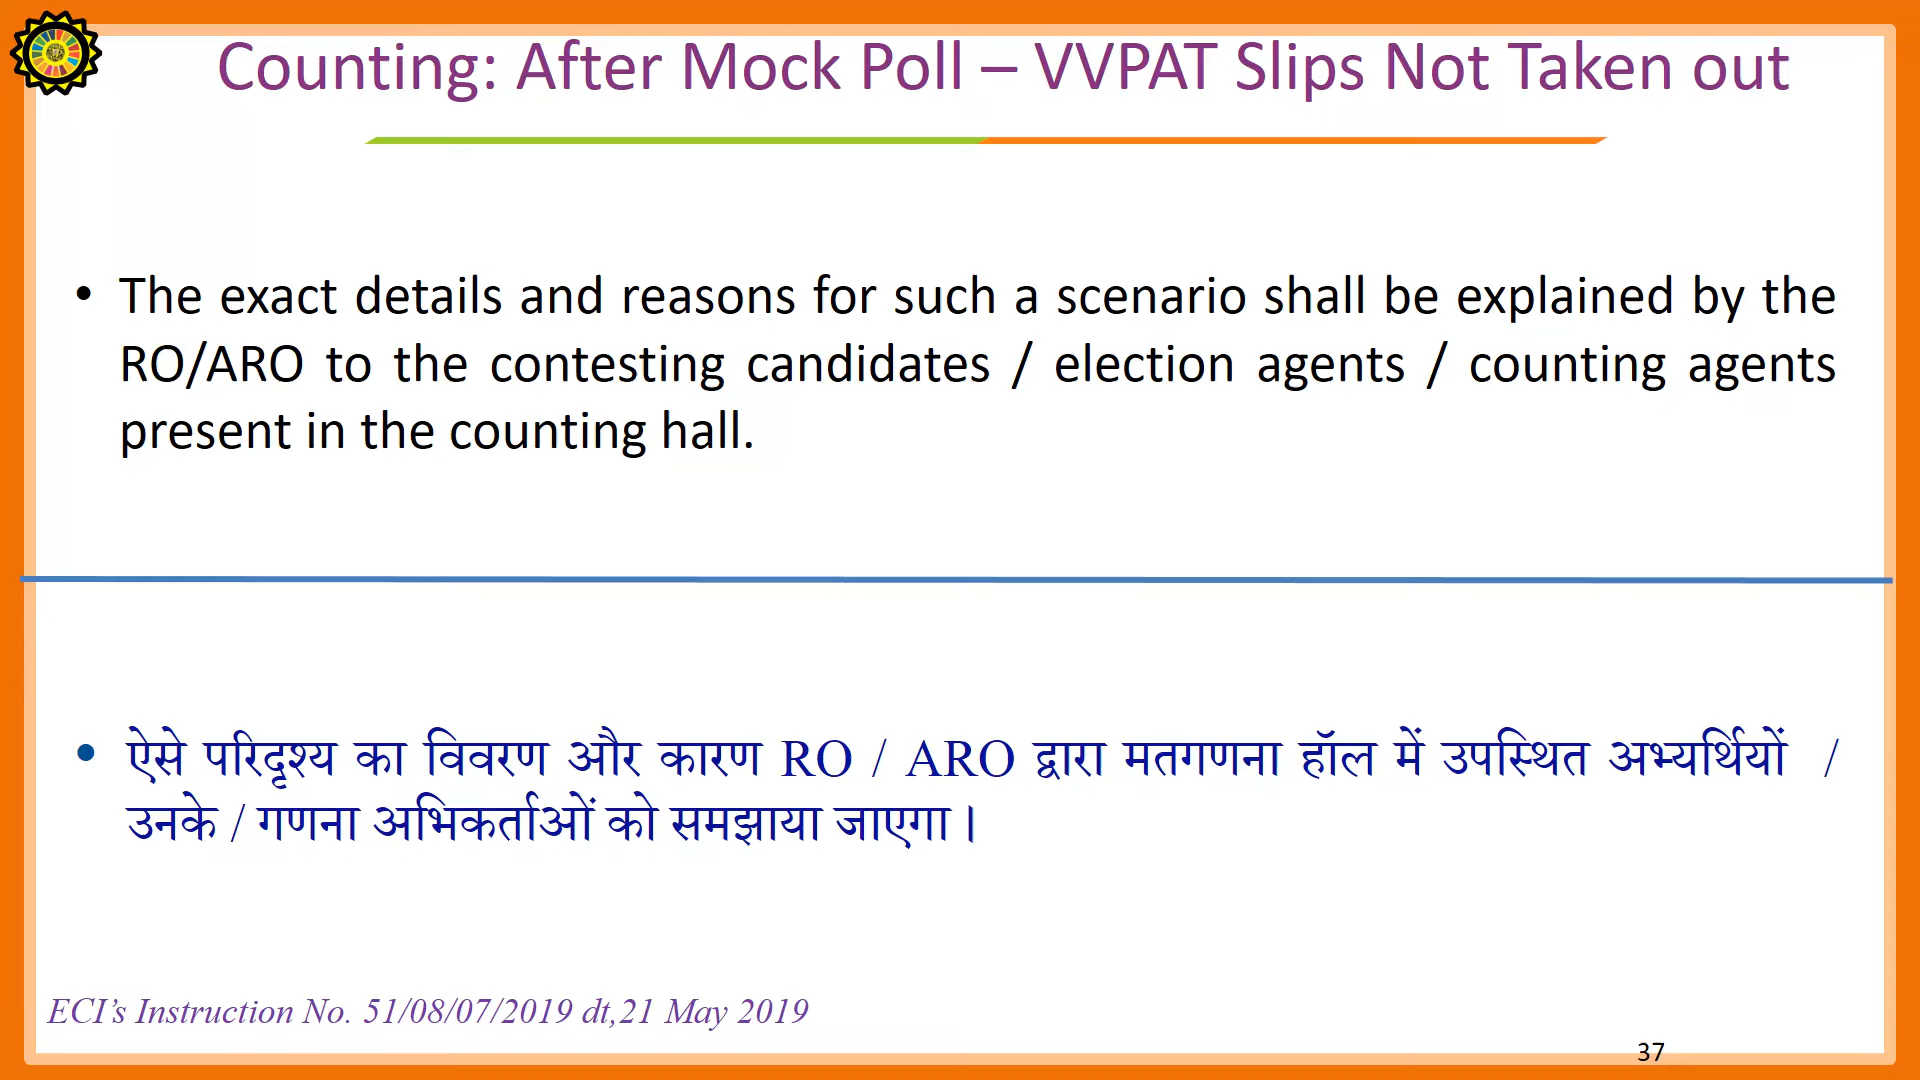 Counting: After Mock Poll – VVPAT Slips Not Taken out
• The exact details and reasons for such a scenario shall be explained by the
RO/ARO to the contesting candidates / election agents / counting agents
present in the counting hall.
• ऐसे परिदृश्य का विवरण और कारण RO / ARO द्वारा मतगणना हॉल में उपस्थित अभ्यर्थियों /
उनके / गणना अभिकर्ताओं को समझाया जाएगा।
ECI’s Instruction No. 51/08/07/2019 dt,21 May 2019
37